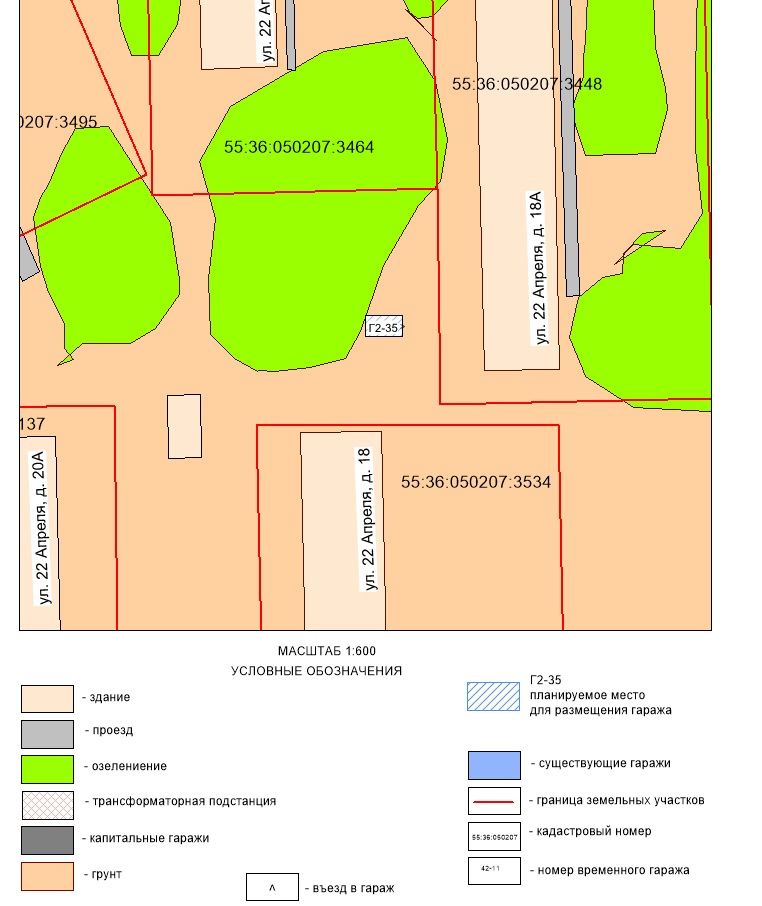 ул. 22 Ап
55:36:050207:3448
0207:3495
55:36:050207:3464
ул. 22 Апреля, д. 18А
Г2-35
137
ул. 22 Апреля, д. 20А
ул. 22 Апреля, д. 18
55:36:050207:3534
МАСШТАБ 1:600
УСЛОВНЫЕ ОБОЗНАЧЕНИЯ
- здание
- проезд
- озеленение
- трансформаторная подстанция
- капитальные гаражи
- грунт
^ - въезд в гараж
Г2-35
планируемое место
для размещения гаража
- существующие гаражи
- граница земельных участков
55:36:050207 - кадастровый номер
42-11 - номер временного гаража